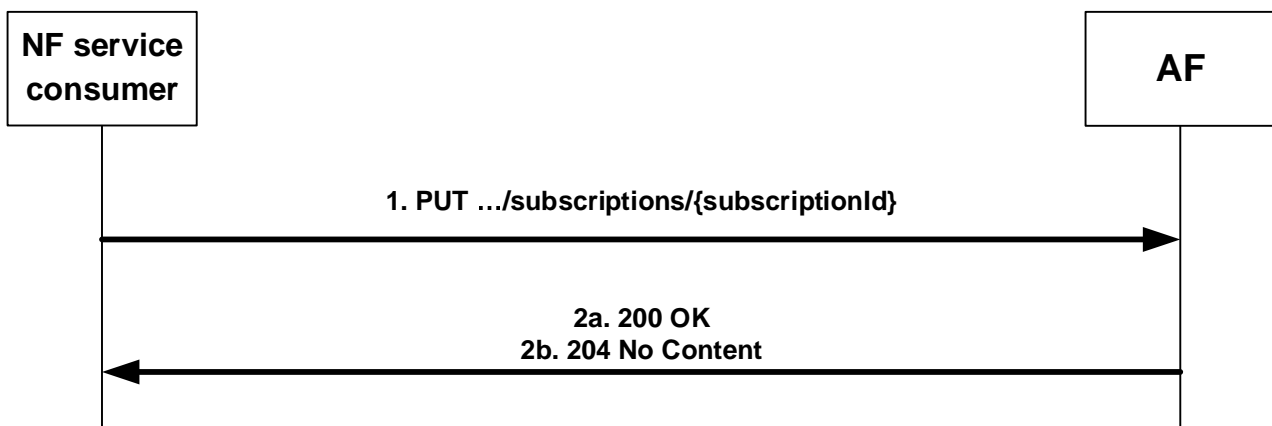 NF service
consumer
AF
1. PUT …/subscriptions/{subscriptionId}
2a. 200 OK
2b. 204 No Content